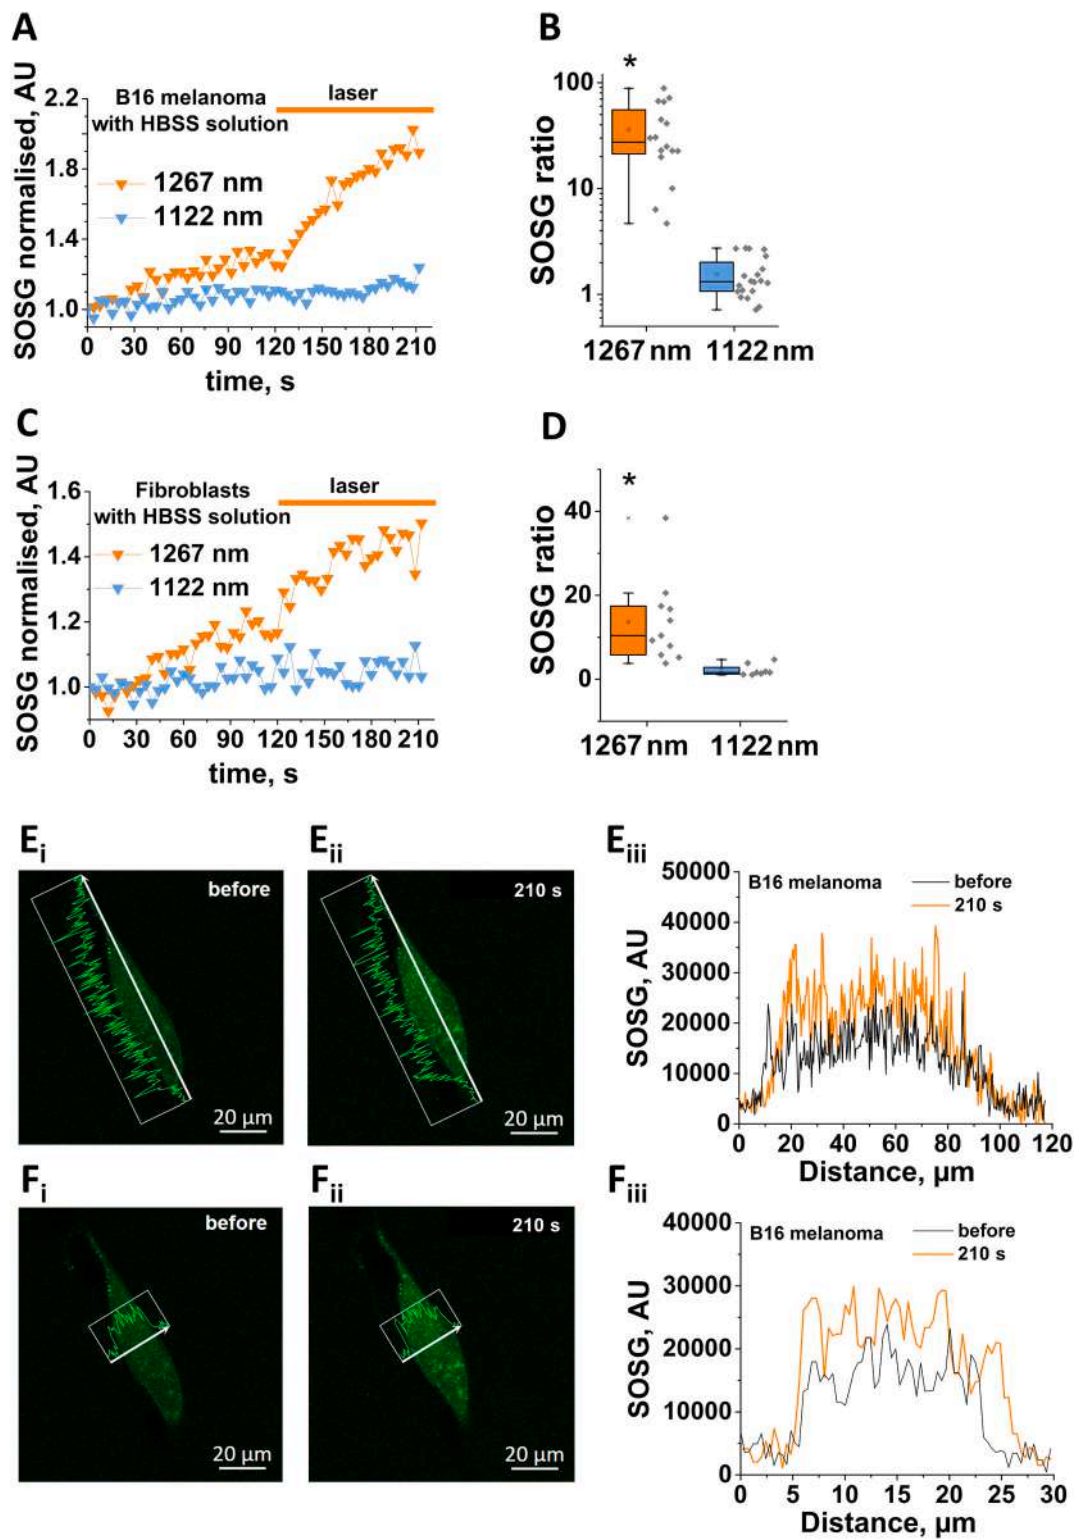 A
SOSG normalised, AU
2.2
1.8
1.4
1.0
B16 melanoma
with HBSS solution
laser
1267 nm
1122 nm
0 30 60 90 120 150 180 210
time, s
B
SOSG ratio
100
10
1
*
1267 nm 1122 nm
C
SOSG normalised, AU
1.6
1.4
1.2
1.0
Fibroblasts
with HBSS solution
laser
1267 nm
1122 nm
0 30 60 90 120 150 180 210
time, s
D
SOSG ratio
40
20
0
*
1267 nm 1122 nm
Ei
before
20 µm
Eii
210 s
20 µm
Eiii
SOSG, AU
50000
40000
30000
20000
10000
0
B16 melanoma
before
210 s
0 20 40 60 80 100 120
Distance, µm
Fi
before
20 µm
Fii
210 s
20 µm
Fiii
SOSG, AU
40000
30000
20000
10000
0
B16 melanoma
before
210 s
0 5 10 15 20 25 30
Distance, µm